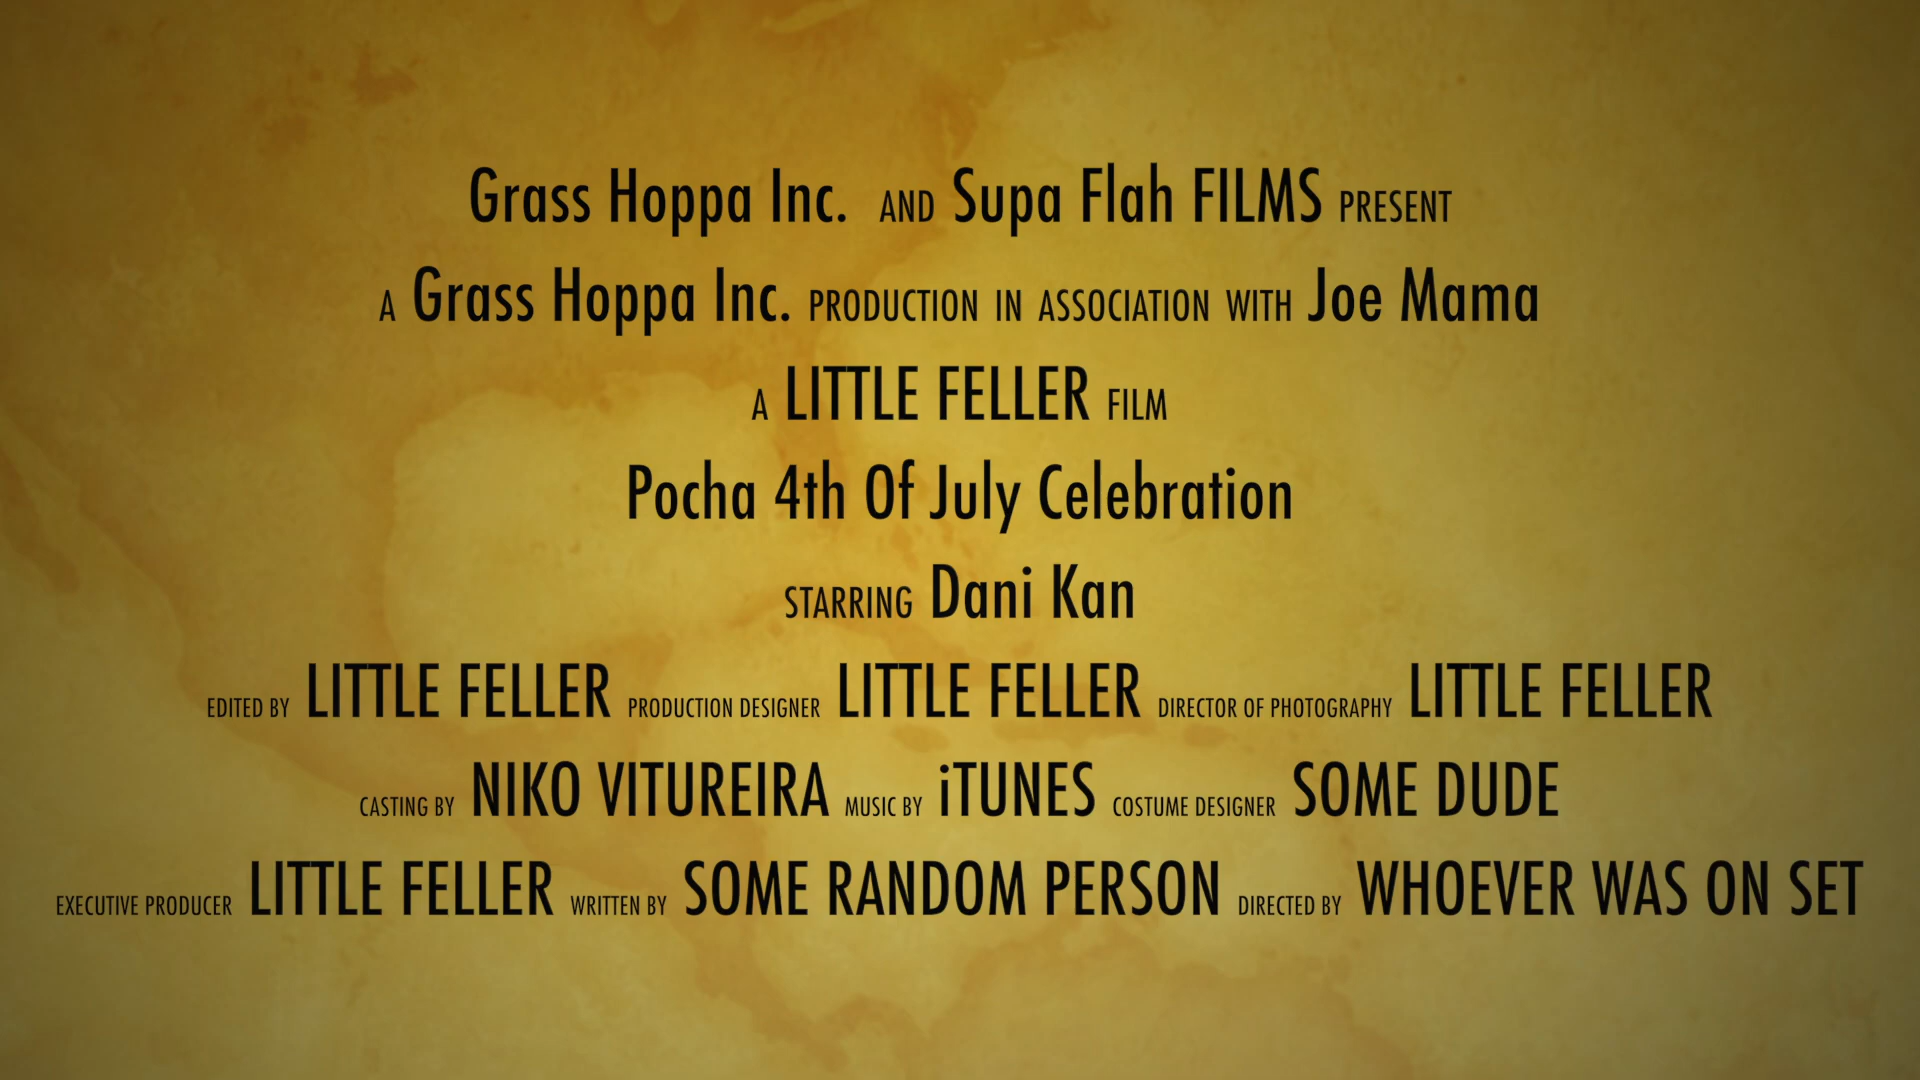 Grass Hoppa Inc. AND Supa Flah FILMS PRESENT
A Grass Hoppa Inc. PRODUCTION IN ASSOCIATION WITH Joe Mama
A LITTLE FELLER FILM
Pocha 4th Of July Celebration
STARRING Dani Kan
EDITED BY LITTLE FELLER PRODUCTION DESIGNER LITTLE FELLER DIRECTOR OF PHOTOGRAPHY LITTLE FELLER
CASTING BY NIKO VITUREIRA MUSIC BY iTUNES COSTUME DESIGNER SOME DUDE
EXECUTIVE PRODUCER LITTLE FELLER WRITTEN BY SOME RANDOM PERSON DIRECTED BY WHOEVER WAS ON SET